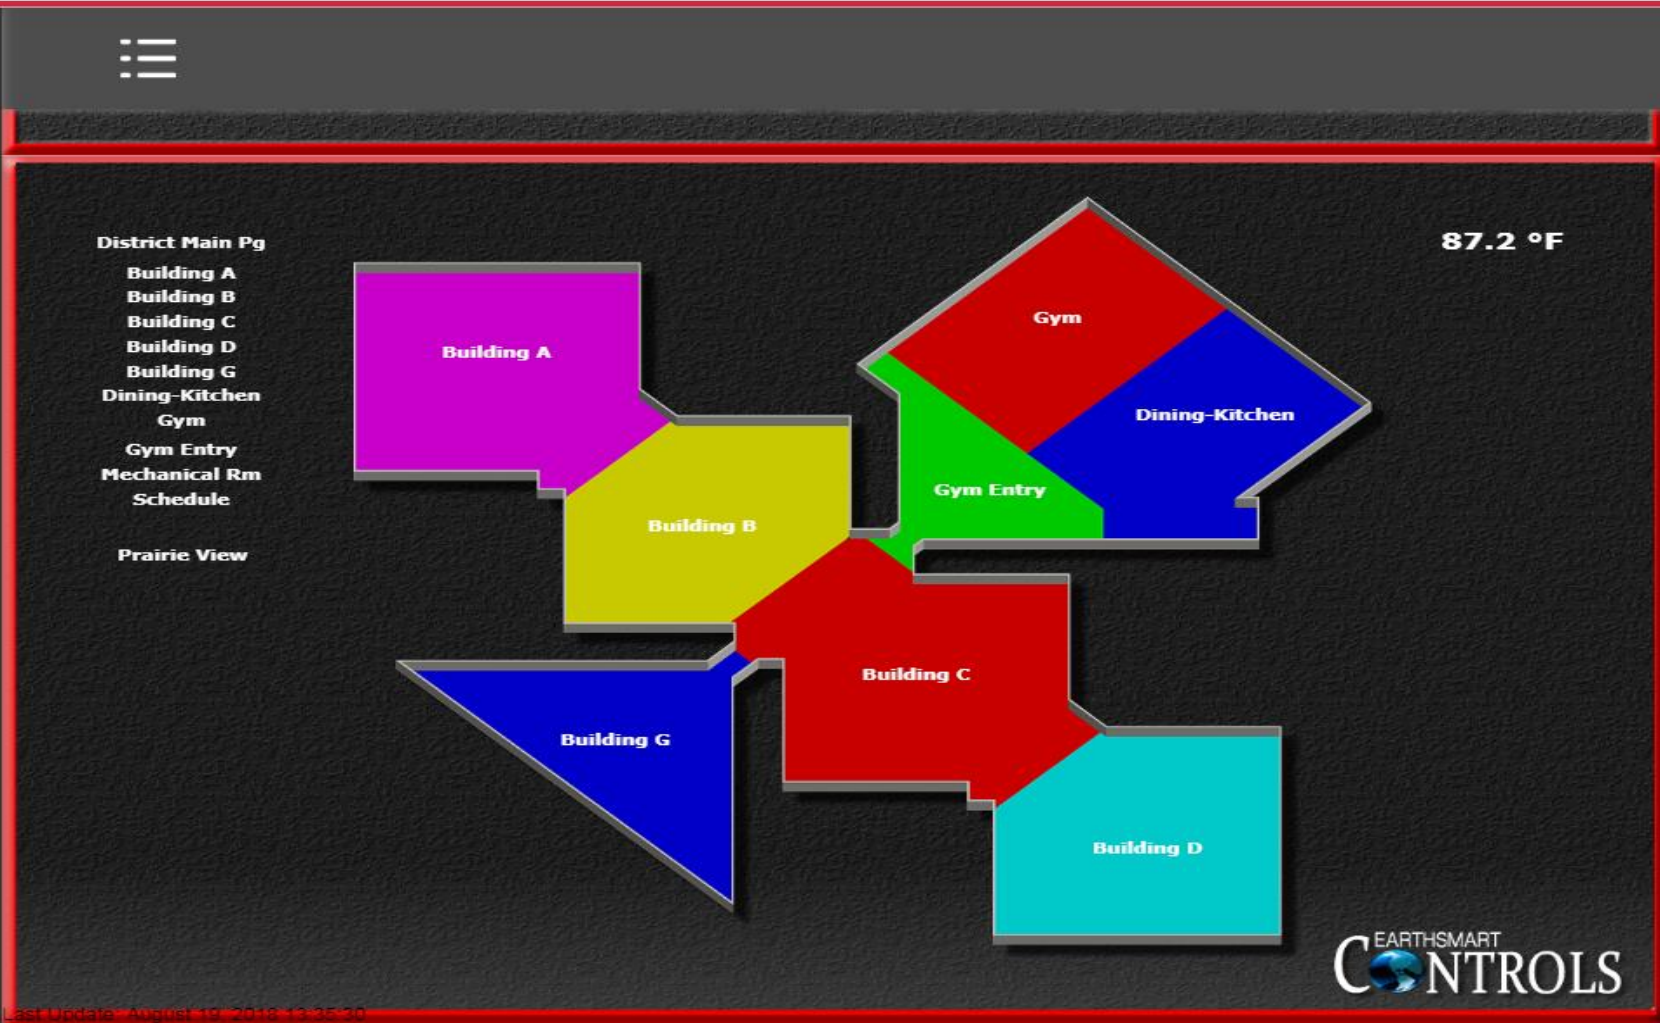 District Main Pg
87.2 °F
Building A
Building B
Building C
Building D
Building G
Dining-Kitchen
Gym
Gym Entry
Mechanical Rm
Schedule
Prairie View
Gym
Building A
Dining-Kitchen
Gym Entry
Building B
Building C
Building G
Building D
EARTHSMART
CONTROLS
Last Update: August 19, 2018 13:35:30